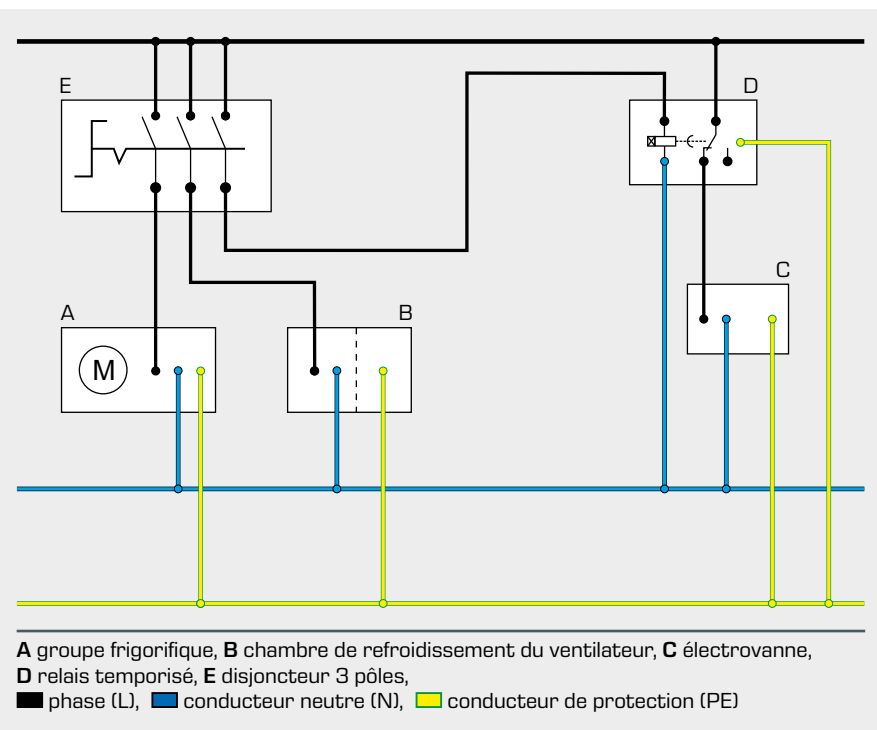 E
D
C
A
B
M
A groupe frigorifique, B chambre de refroidissement du ventilateur, C électrovanne,
D relais temporisé, E disjoncteur 3 pôles,
phase (L), conducteur neutre (N), conducteur de protection (PE)